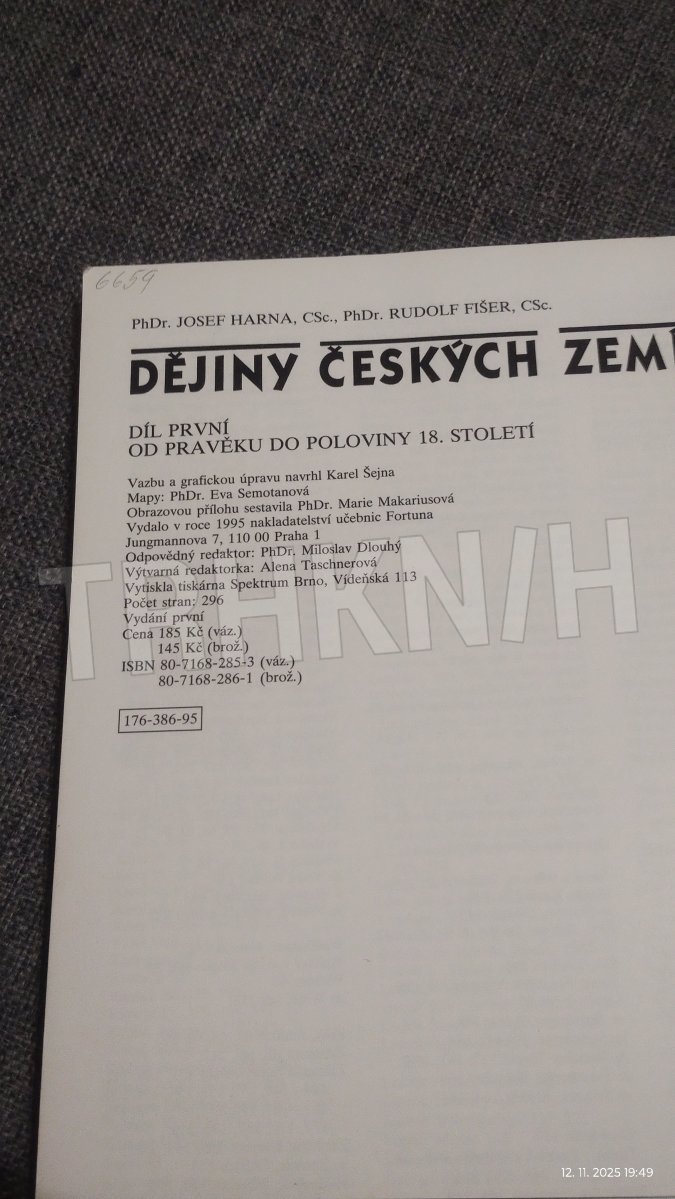 6659
PhDr. JOSEF HARNA, CSc., PhDr. RUDOLF FIŠER, CSc.
DĚJINY ČESKÝCH ZEMÍ
DÍL PRVNÍ
OD PRAVĚKU DO POLOVINY 18. STOLETÍ
Vazbu a grafickou úpravu navrhl Karel Šejna
Mapy: PhDr. Eva Semotanová
Obrazovou přílohu sestavila PhDr. Marie Makariusová
Vydalo v roce 1995 nakladatelství učebnic Fortuna
Jungmannova 7, 110 00 Praha 1
Odpovědný redaktor: PhDr. Miloslav Dlouhý
Výtvarná redaktorka: Alena Taschnerová
Vytiskla tiskárna Spektrum Brno, Vídeňská 113
Počet stran: 296
Vydání první
Cena 185 Kč (váz.)
145 Kč (brož.)
ISBN 80-7168-285-3 (váz.)
80-7168-286-1 (brož.)
176-386-95
TPHKN/H
12. 11. 2025 19:49